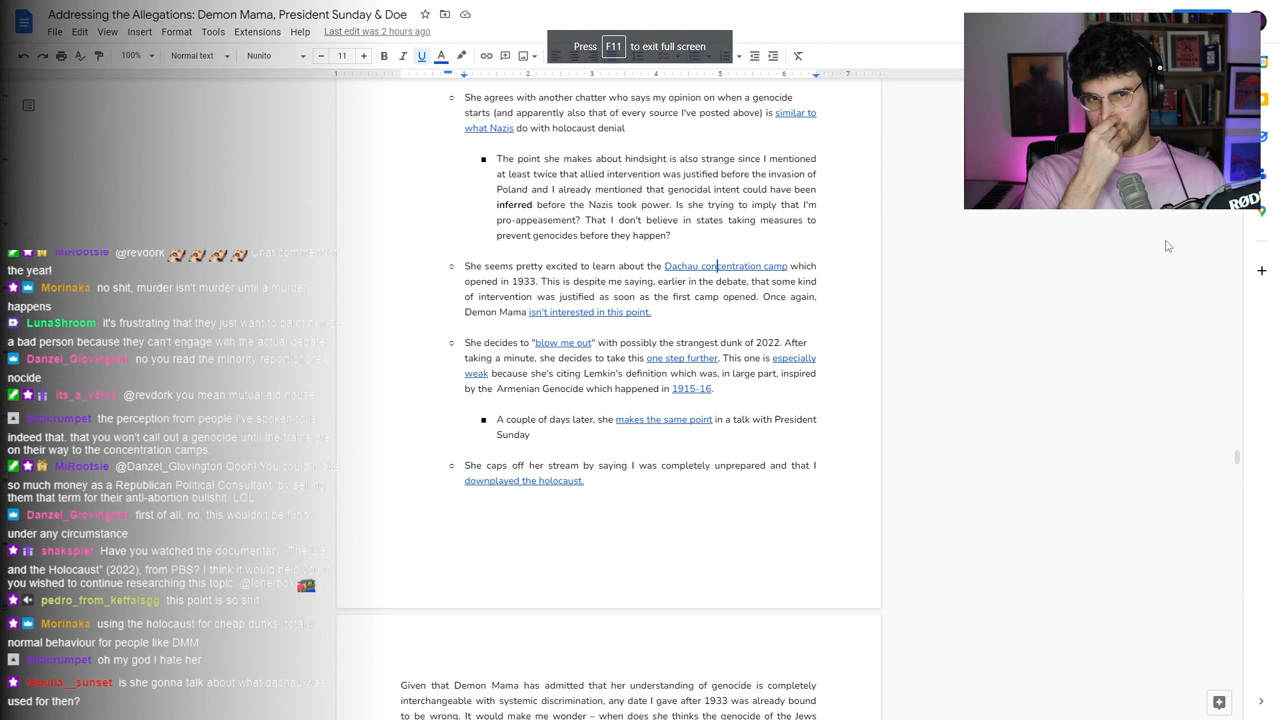 Addressing the Allegations: Demon Mama, President Sunday & Doe
File Edit View Insert Format Tools Extensions Help Last edit was 2 hours ago
Press F11 to exit full screen
100% Normal text Nunito 11
1 1 2 3 4 5 6 7
She agrees with another chatter who says my opinion on when a genocide
starts (and apparently also that of every source I've posted above) is similar to
what Nazis do with holocaust denial
The point she makes about hindsight is also strange since I mentioned
at least twice that allied intervention was justified before the invasion of
Poland and I already mentioned that genocidal intent could have been
inferred before the Nazis took power. Is she trying to imply that I'm
pro-appeasement? That I don't believe in states taking measures to
prevent genocides before they happen?
She seems pretty excited to learn about the Dachau concentration camp which
opened in 1933. This is despite me saying, earlier in the debate, that some kind
of intervention was justified as soon as the first camp opened. Once again,
Demon Mama isn't interested in this point.
She decides to "blow me out" with possibly the strangest dunk of 2022. After
taking a minute, she decides to take this one step further. This one is especially
weak because she's citing Lemkin's definition which was, in large part, inspired
by the Armenian Genocide which happened in 1915-16.
A couple of days later, she makes the same point in a talk with President
Sunday
She caps off her stream by saying I was completely unprepared and that I
downplayed the holocaust.
Given that Demon Mama has admitted that her understanding of genocide is completely
interchangeable with systemic discrimination, any date I gave after 1933 was already bound
to be wrong. It would make me wonder – when does she thinks the genocide of the Jews
MiRootsie @revdork
the year!
Morinaka no shit, murder isn't murder until a murder
happens
LunaShroom it's frustrating that they just want to paint
a bad person because they can't engage with the actual
Danzel_Glovington no you read the minority report
nocide
@revdork you mean mutual aid
the perception from people I've spoken to
indeed that. that you won't call out a genocide until the trains are
on their way to the concentration camps.
MiRootsie @Danzel_Glovington Oooh! You could
so much money as a Republican Political Consultant, by
them that term for their anti-abortion bullshit. LOL
Danzel_Glovington first of all, no, this wouldn't be
under any circumstance
shakspier Have you watched the documentary
and the Holocaust" (2022), from PBS? I think it would help
you wished to continue researching this topic. @lonerbox
pedro_from_keffalsgg this point is so shit
Morinaka using the holocaust for cheap dunks,
normal behaviour for people like DMM
oh my god I hate her
tequila__sunset is she gonna talk about what
used for then?
RØDE